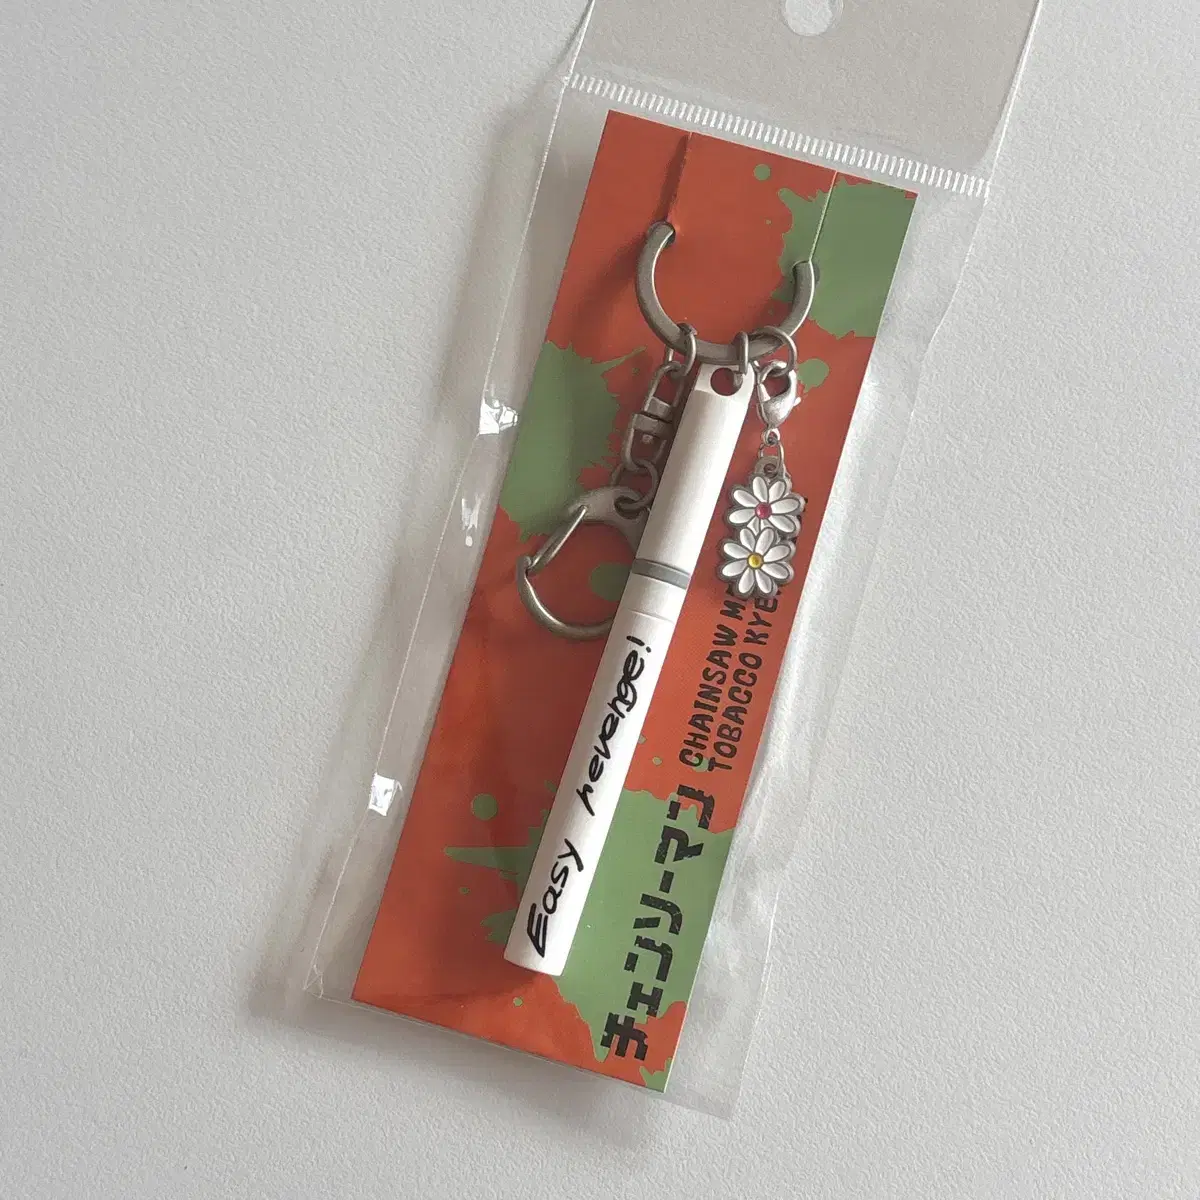 Easy revenge!
チェンソーマン
CHAINSAW M
TOBACCO KYE